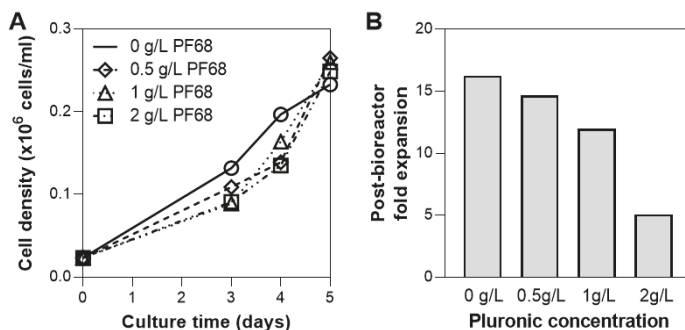 A
Cell density (x10⁶ cells/ml)
0.3
0.2
0.1
0.0
0 g/L PF68
0.5 g/L PF68
1 g/L PF68
2 g/L PF68
0 1 2 3 4 5
Culture time (days)
B
Post-bioreactor
fold expansion
20
15
10
5
0
0 g/L 0.5g/L 1g/L 2g/L
Pluronic concentration